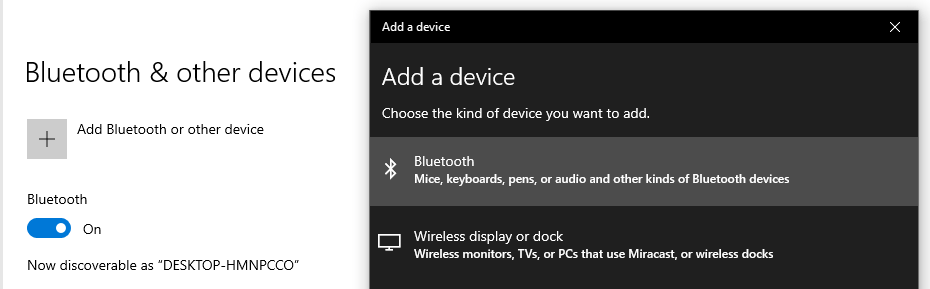 Bluetooth & other devices
Add Bluetooth or other device
Bluetooth
On
Now discoverable as “DESKTOP-HMNPCCO”
Add a device
Add a device
Choose the kind of device you want to add.
Bluetooth
Mice, keyboards, pens, or audio and other kinds of Bluetooth devices
Wireless display or dock
Wireless monitors, TVs, or PCs that use Miracast, or wireless docks